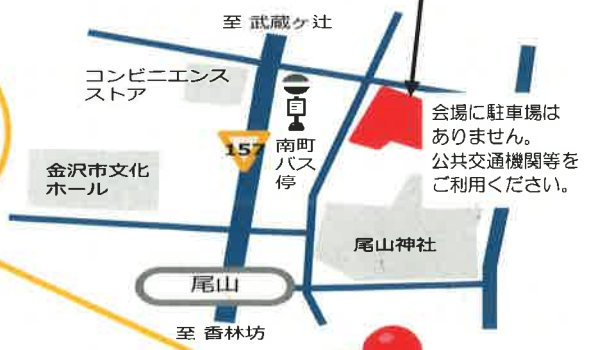 至 武蔵ヶ辻
コンビニエンス
ストア
会場に駐車場は
ありません。
公共交通機関等を
ご利用ください。
157
南町
バス
停
金沢市文化
ホール
尾山神社
尾山
至 香林坊